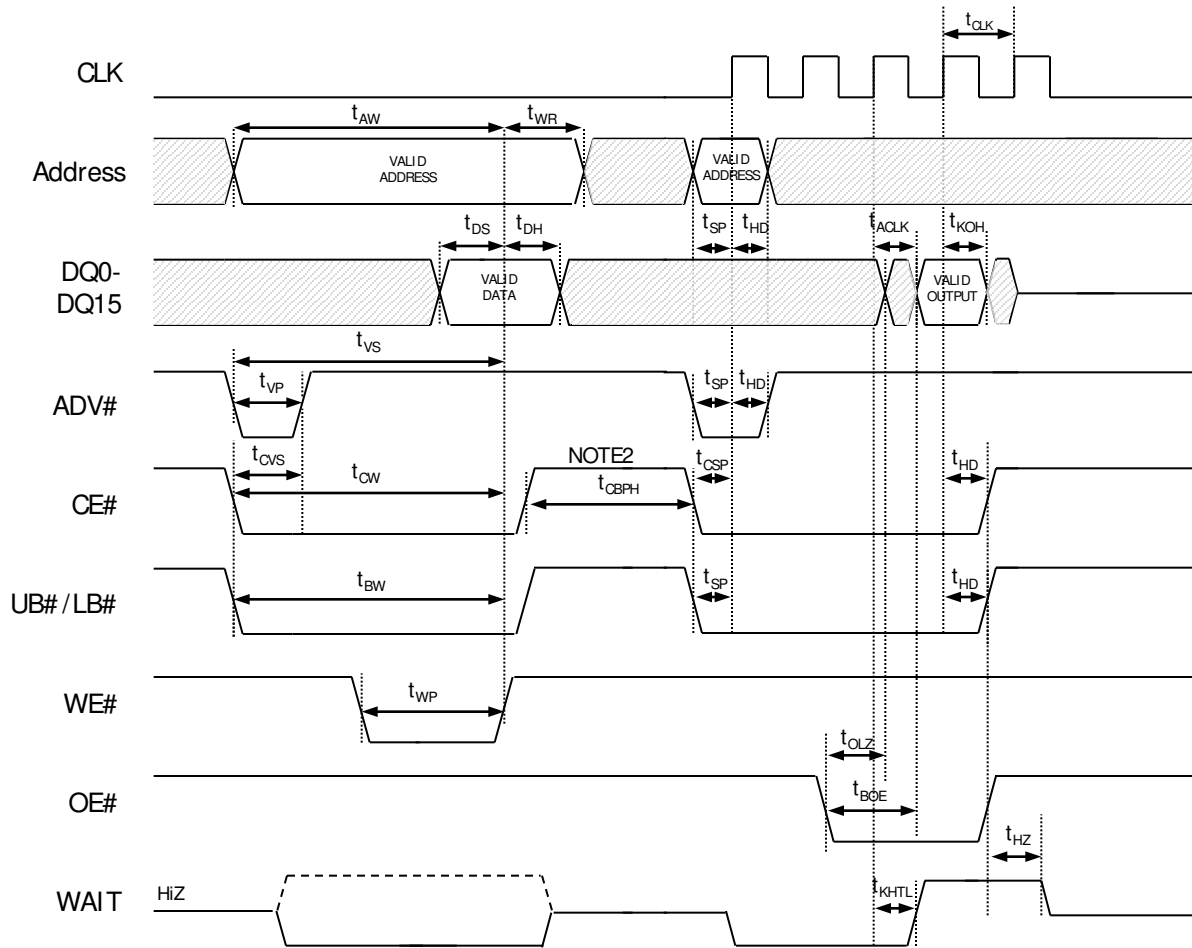 tCLK
CLK
tAW
tWR
Address
VALID
ADDRESS
VALID
ADDRESS
tDS
tDH
tSP
tHD
tACLK
tKOH
DQ0-
DQ15
VALID
DATA
VALID
OUTPUT
tVS
ADV#
tVP
tSP
tHD
tCVS
NOTE2
CE#
tCW
tCBPH
tCSP
tHD
UB# / LB#
tBW
tSP
tHD
WE#
tWP
tOLZ
OE#
tBOE
tHZ
WAIT
HiZ
tKHTL